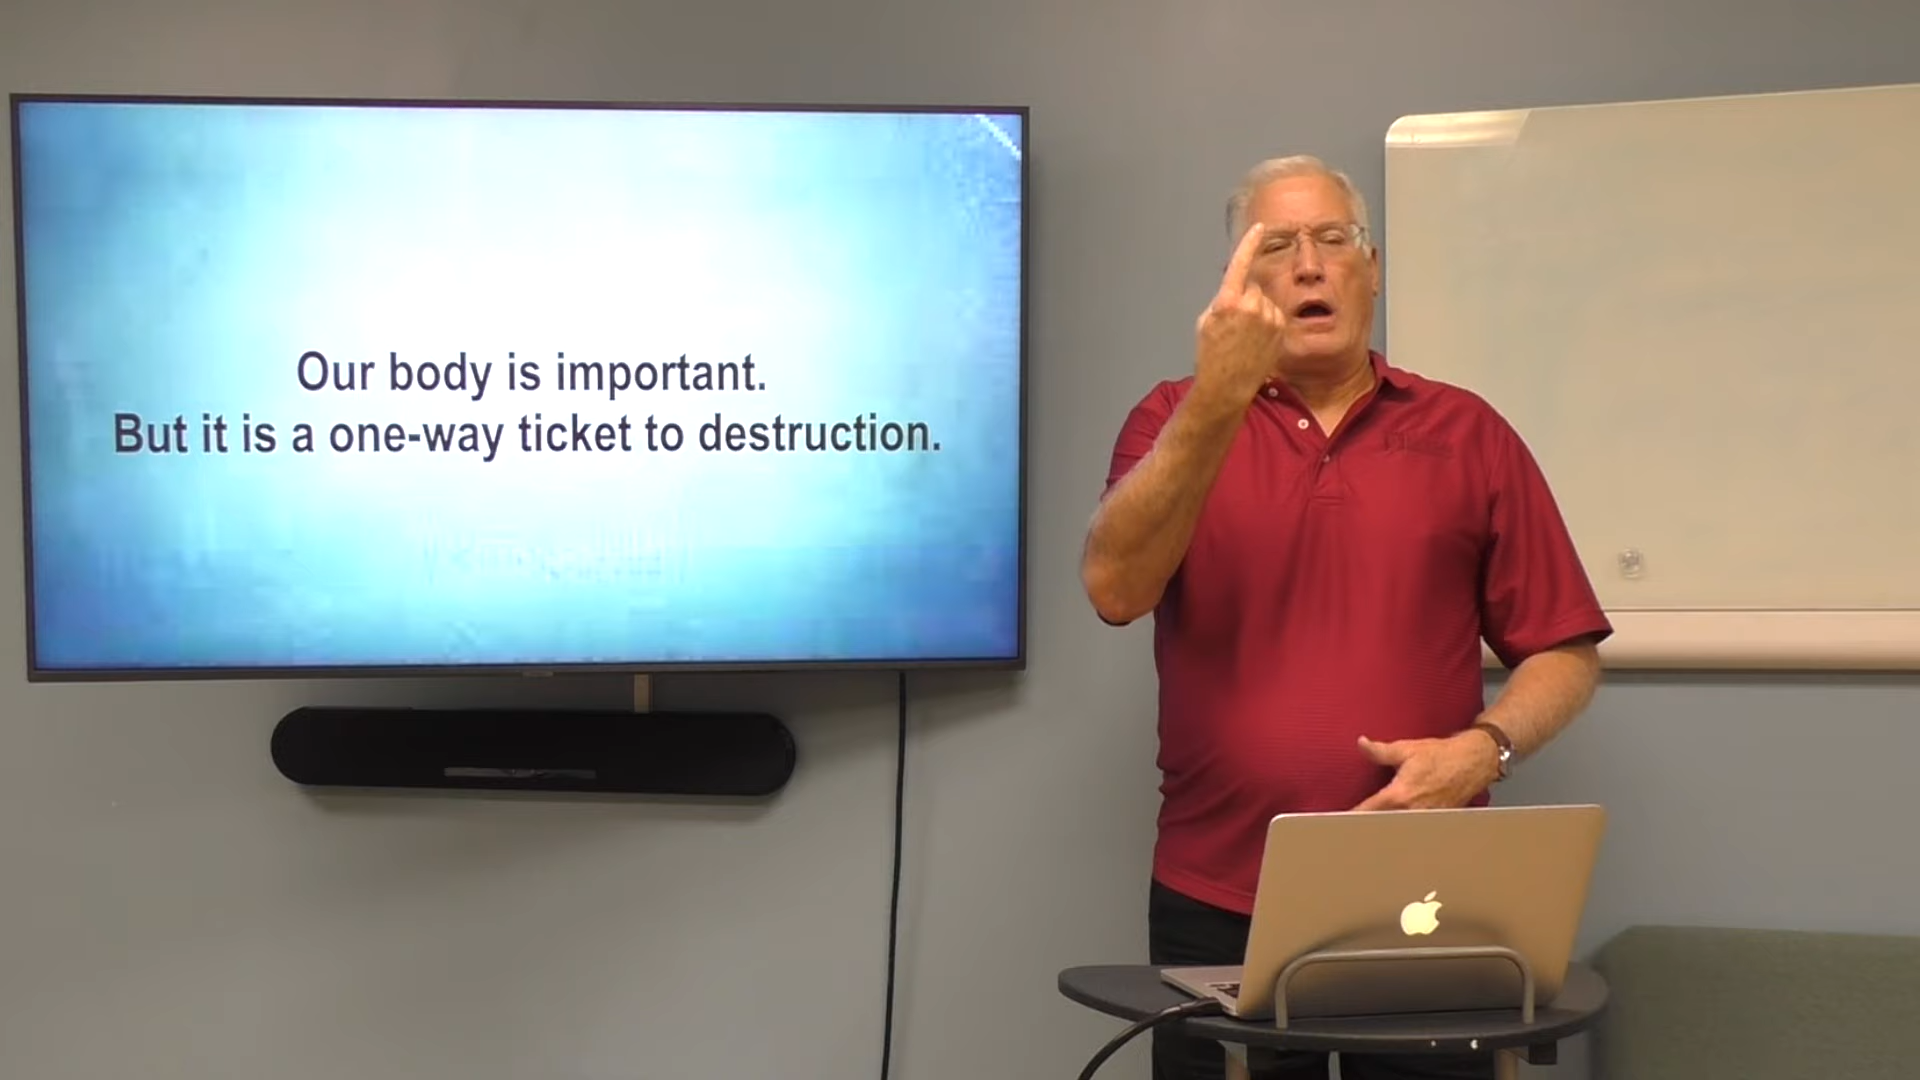 Our body is important.
But it is a one-way ticket to destruction.